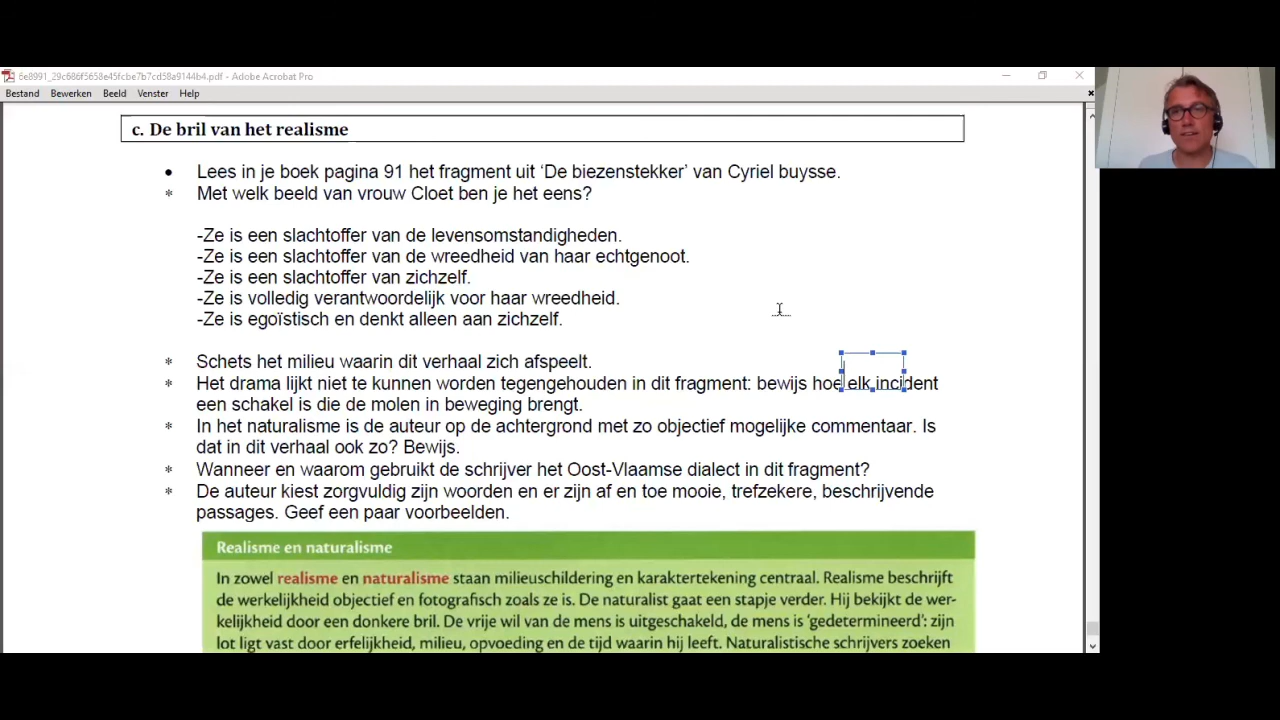 6e8991_29c686f5658e45fcbe7b7cd58a9144b4.pdf - Adobe Acrobat Pro
Bestand Bewerken Beeld Venster Help
c. De bril van het realisme
• Lees in je boek pagina 91 het fragment uit ‘De biezenstekker’ van Cyriel buysse.
* Met welk beeld van vrouw Cloet ben je het eens?
-Ze is een slachtoffer van de levensomstandigheden.
-Ze is een slachtoffer van de wreedheid van haar echtgenoot.
-Ze is een slachtoffer van zichzelf.
-Ze is volledig verantwoordelijk voor haar wreedheid.
-Ze is egoïstisch en denkt alleen aan zichzelf.
* Schets het milieu waarin dit verhaal zich afspeelt.
* Het drama lijkt niet te kunnen worden tegengehouden in dit fragment: bewijs hoe elk incident
een schakel is die de molen in beweging brengt.
* In het naturalisme is de auteur op de achtergrond met zo objectief mogelijke commentaar. Is
dat in dit verhaal ook zo? Bewijs.
* Wanneer en waarom gebruikt de schrijver het Oost-Vlaamse dialect in dit fragment?
* De auteur kiest zorgvuldig zijn woorden en er zijn af en toe mooie, trefzekere, beschrijvende
passages. Geef een paar voorbeelden.
Realisme en naturalisme
In zowel realisme en naturalisme staan milieuschildering en karaktertekening centraal. Realisme beschrijft
de werkelijkheid objectief en fotografisch zoals ze is. De naturalist gaat een stapje verder. Hij bekijkt de wer-
kelijkheid door een donkere bril. De vrije wil van de mens is uitgeschakeld, de mens is ‘gedetermineerd’: zijn
lot ligt vast door erfelijkheid, milieu, opvoeding en de tijd waarin hij leeft. Naturalistische schrijvers zoeken